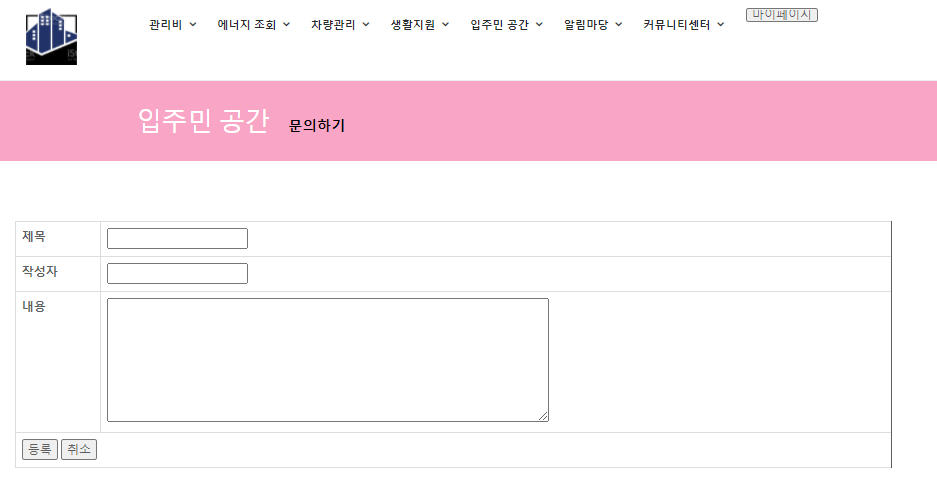 관리비 에너지 조회 차량관리 생활지원 입주민 공간 알림마당 커뮤니티센터 마이페이지
입주민 공간 문의하기
제목
작성자
내용
등록 취소